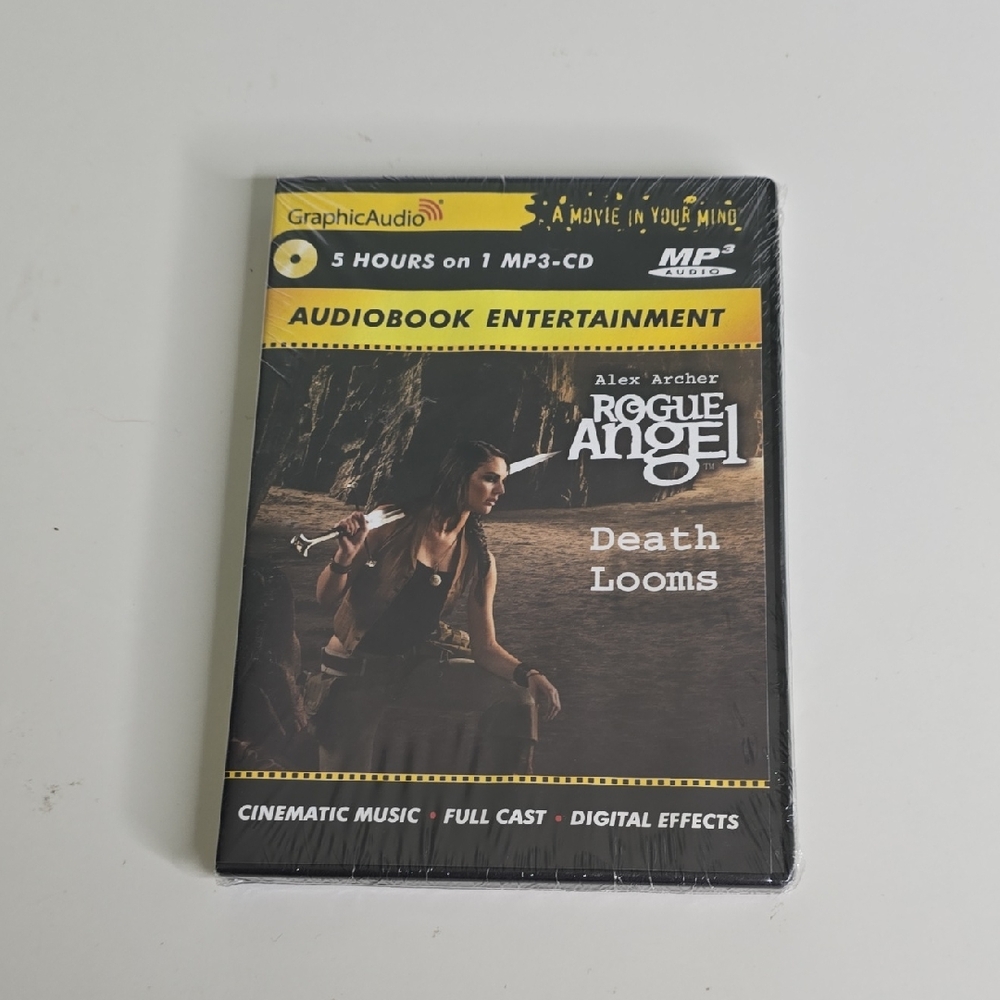 GraphicAudio®
A MOVIE IN YOUR MIND
5 HOURS on 1 MP3-CD
MP3
AUDIO
AUDIOBOOK ENTERTAINMENT
Alex Archer
ROGUE
AngEl™
Death
Looms
CINEMATIC MUSIC • FULL CAST • DIGITAL EFFECTS